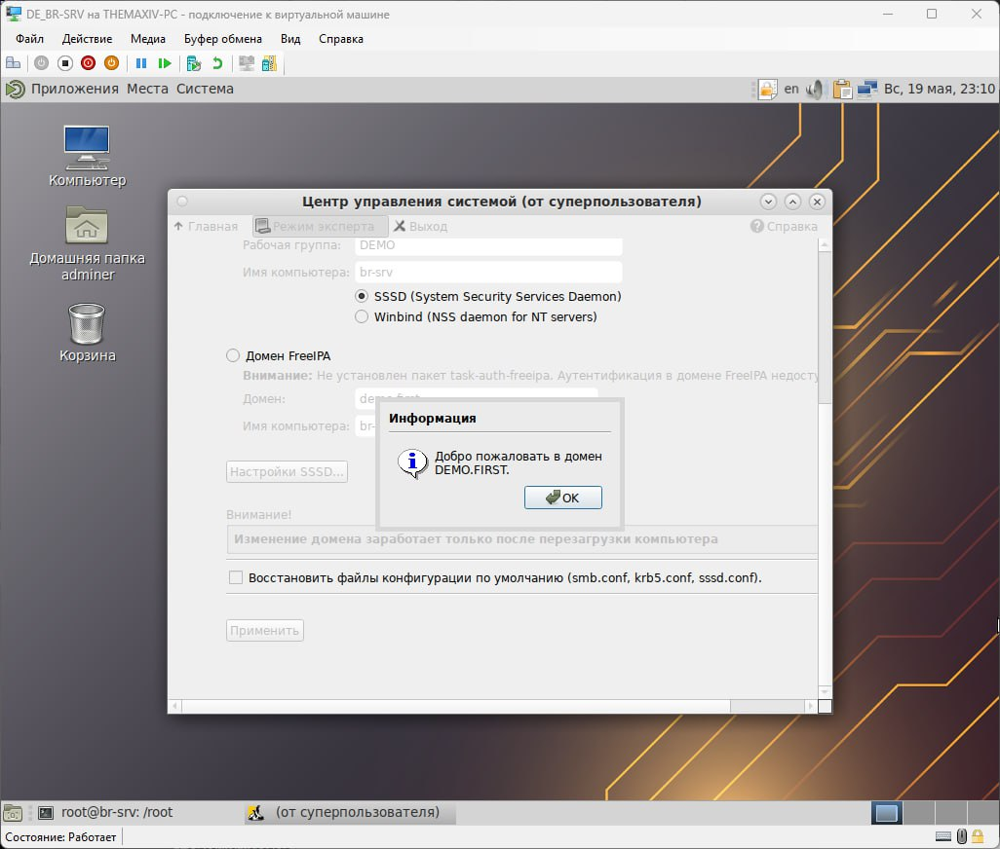 DE_BR-SRV на THEMAXIV-PC - подключение к виртуальной машине
Файл Действие Медиа Буфер обмена Вид Справка
Приложения Места Система en Вс, 19 мая, 23:10
Компьютер
Домашняя папка
adminer
Корзина
Центр управления системой (от суперпользователя)
Главная Режим эксперта Выход Справка
Рабочая группа: DEMO
Имя компьютера: br-srv
SSSD (System Security Services Daemon)
Winbind (NSS daemon for NT servers)
Домен FreeIPA
Внимание: Не установлен пакет task-auth-freeipa. Аутентификация в домене FreeIPA недосту
Домен:
Имя компьютера: br-
Информация
Добро пожаловать в домен
DEMO.FIRST.
OK
Настройки SSSD...
Внимание!
Изменение домена заработает только после перезагрузки компьютера
Восстановить файлы конфигурации по умолчанию (smb.conf, krb5.conf, sssd.conf).
Применить
root@br-srv: /root (от суперпользователя)
Состояние: Работает